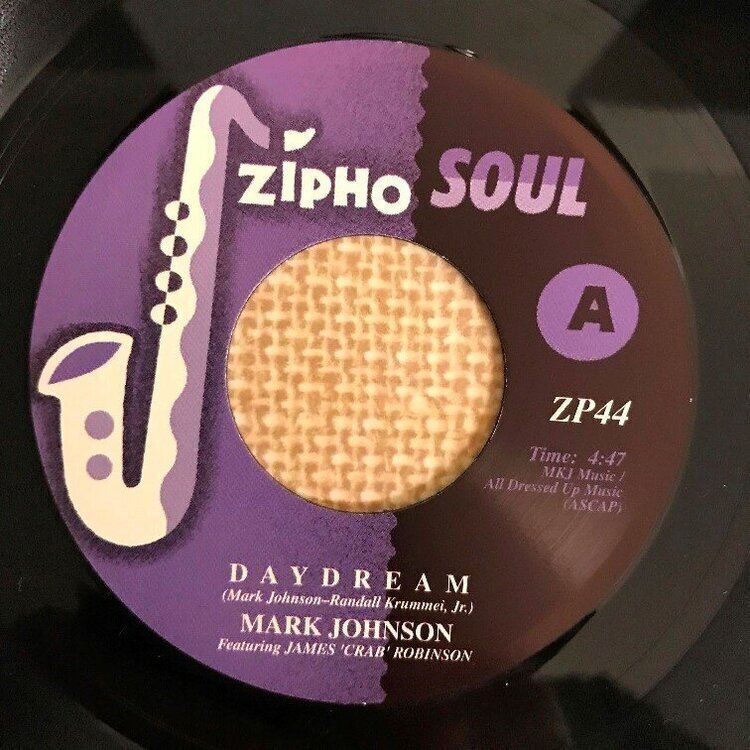 ZIPHO SOUL
A
ZP44
Time: 4:47
MKJ Music /
All Dressed Up Music
(ASCAP)
DAYDREAM
(Mark Johnson–Randall Krummei, Jr.)
MARK JOHNSON
Featuring JAMES 'CRAB' ROBINSON